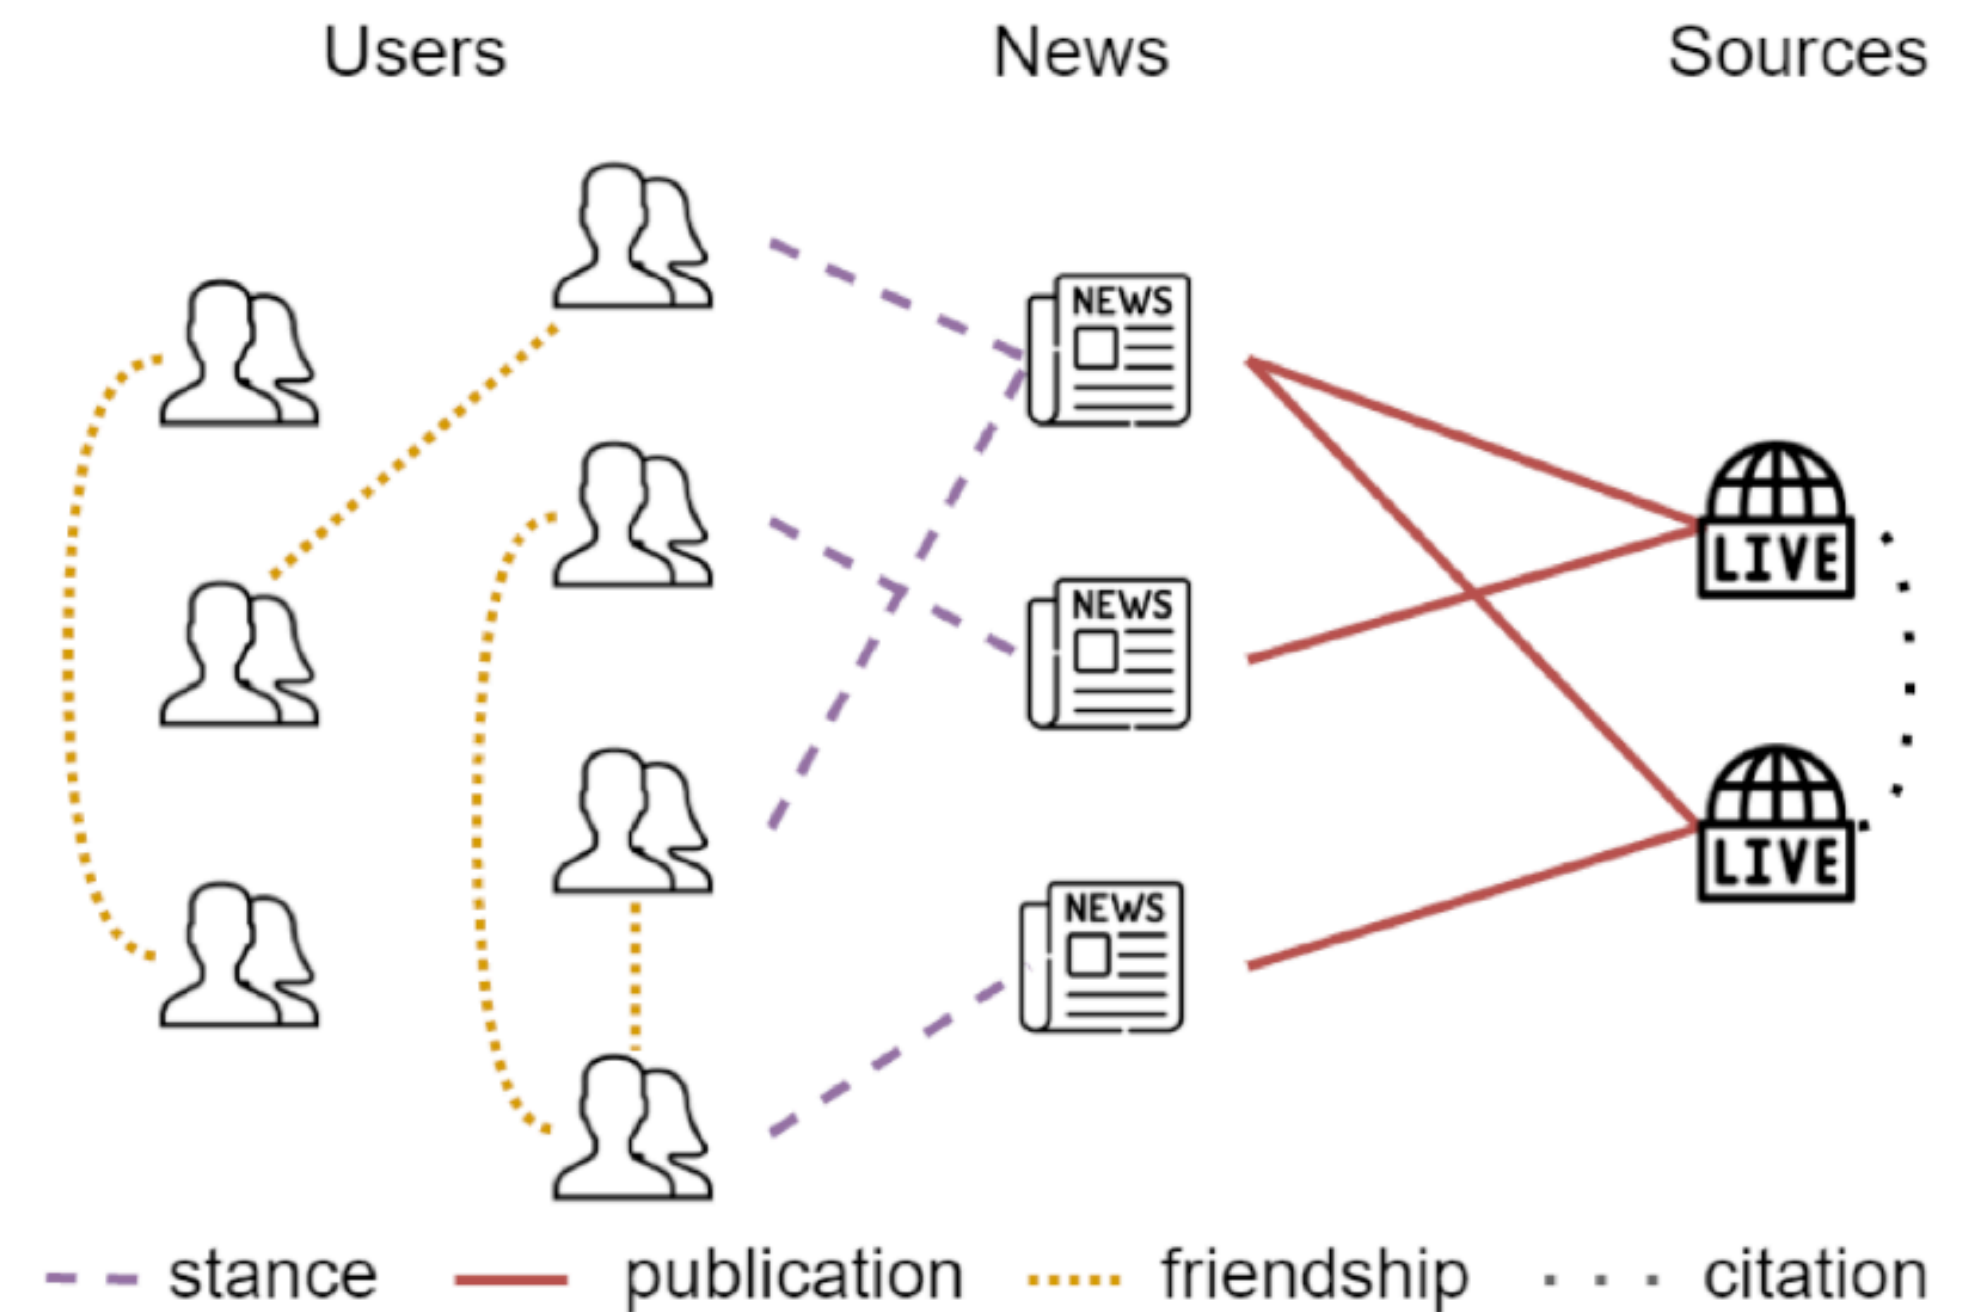 Users News Sources
NEWS
NEWS
LIVE
LIVE
NEWS
stance publication friendship citation